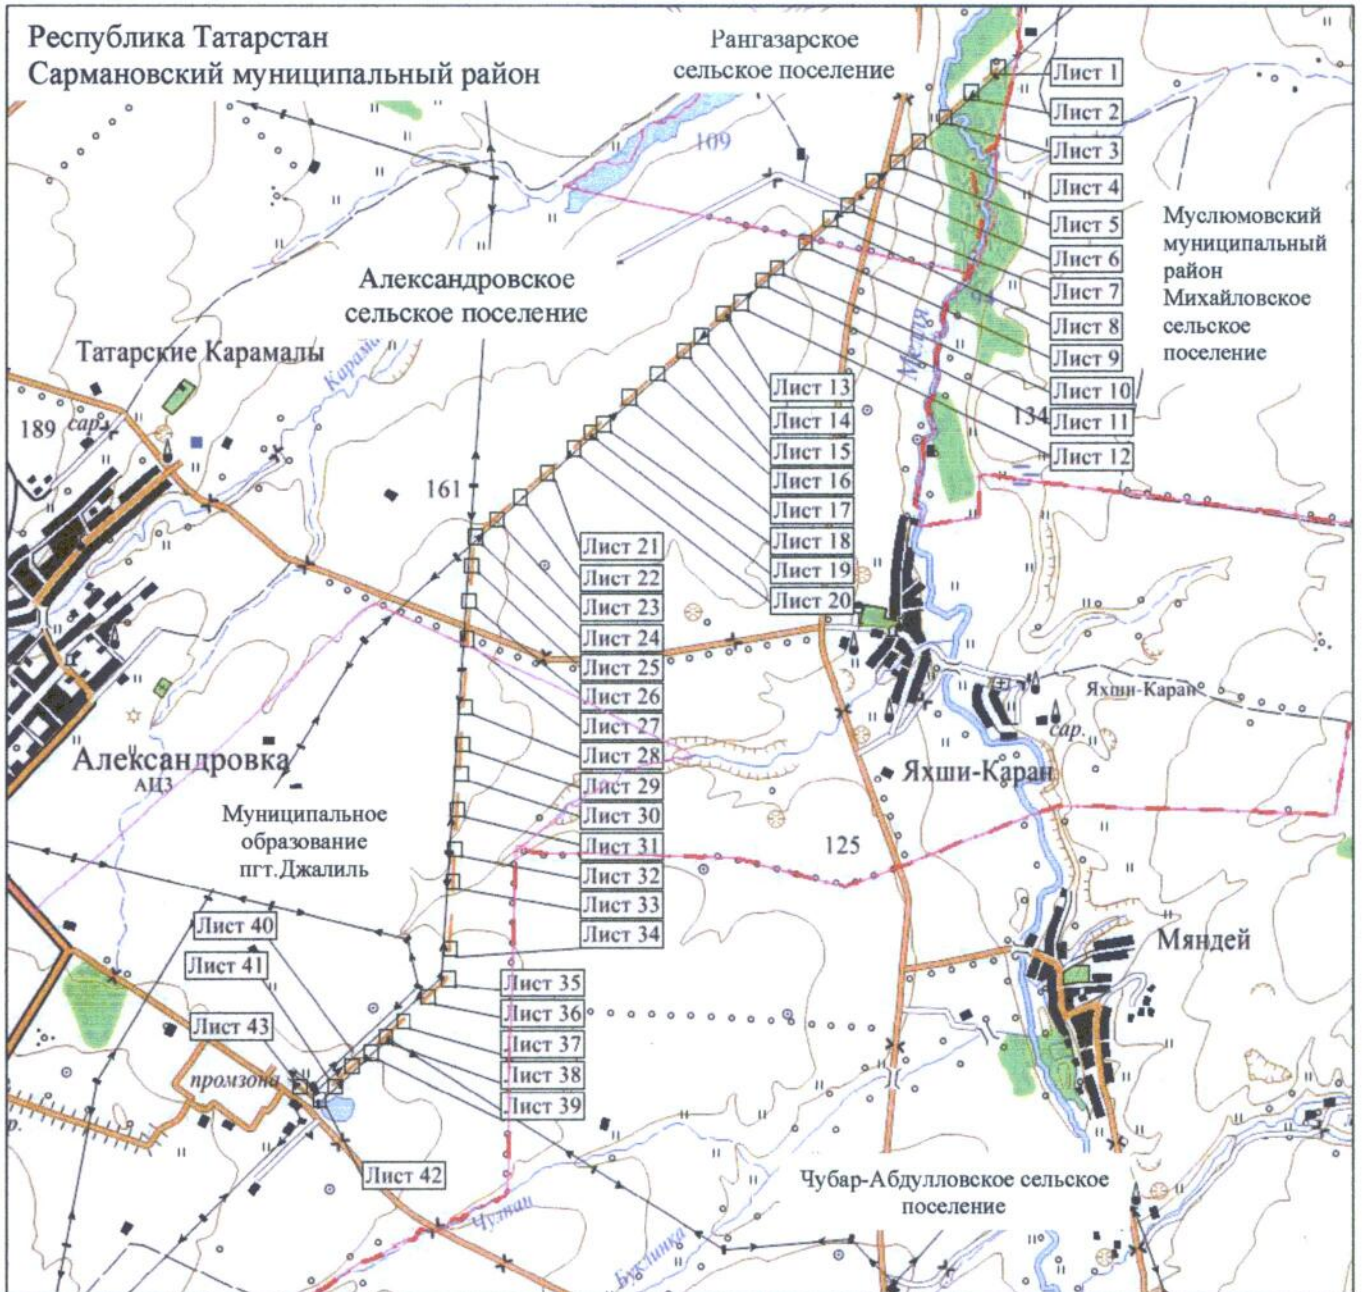 Республика Татарстан
Сармановский муниципальный район
Рангазарское
сельское поселение
Лист 1
Лист 2
Лист 3
Лист 4
Лист 5
Лист 6
Лист 7
Лист 8
Лист 9
Лист 10
Лист 11
Лист 12
109
Муслюмовский
муниципальный
район
Михайловское
сельское
поселение
Александровское
сельское поселение
Татарские Карамалы
189
сар.
161
134
Лист 13
Лист 14
Лист 15
Лист 16
Лист 17
Лист 18
Лист 19
Лист 20
Лист 21
Лист 22
Лист 23
Лист 24
Лист 25
Лист 26
Лист 27
Лист 28
Лист 29
Лист 30
Лист 31
Лист 32
Лист 33
Лист 34
Яхши-Каран
сар.
Яхши-Каран
Александровка
АЦЗ
Муниципальное
образование
пгт.Джалиль
125
Мяндей
Лист 40
Лист 41
Лист 43
промзона
Лист 35
Лист 36
Лист 37
Лист 38
Лист 39
Лист 42
Чубар-Абдулловское сельское
поселение
Буклинка
р.